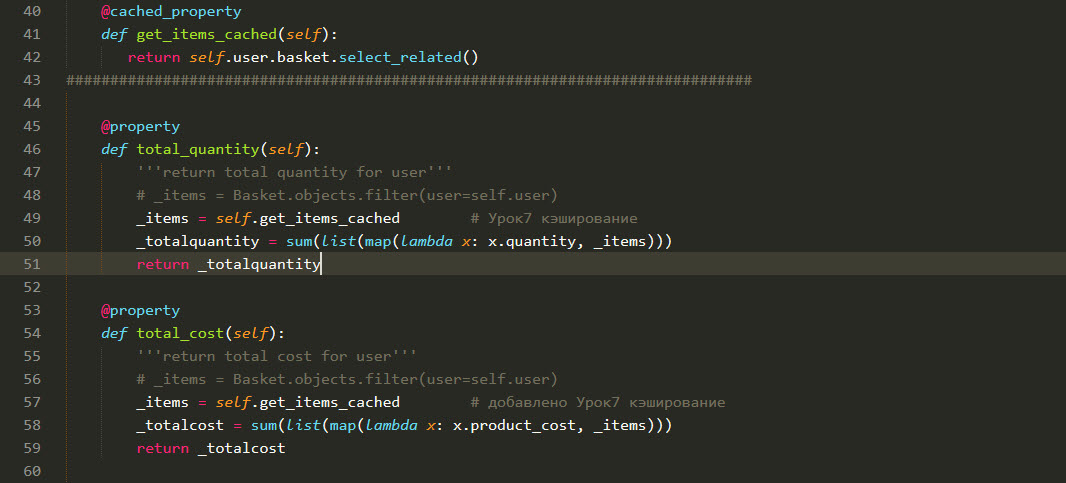 40 @cached_property
41 def get_items_cached(self):
42 return self.user.basket.select_related()
43 ##############################################################################
44
45 @property
46 def total_quantity(self):
47 '''return total quantity for user'''
48 # _items = Basket.objects.filter(user=self.user)
49 _items = self.get_items_cached # Урок7 кэширование
50 _totalquantity = sum(list(map(lambda x: x.quantity, _items)))
51 return _totalquantity
52
53 @property
54 def total_cost(self):
55 '''return total cost for user'''
56 # _items = Basket.objects.filter(user=self.user)
57 _items = self.get_items_cached # добавлено Урок7 кэширование
58 _totalcost = sum(list(map(lambda x: x.product_cost, _items)))
59 return _totalcost
60